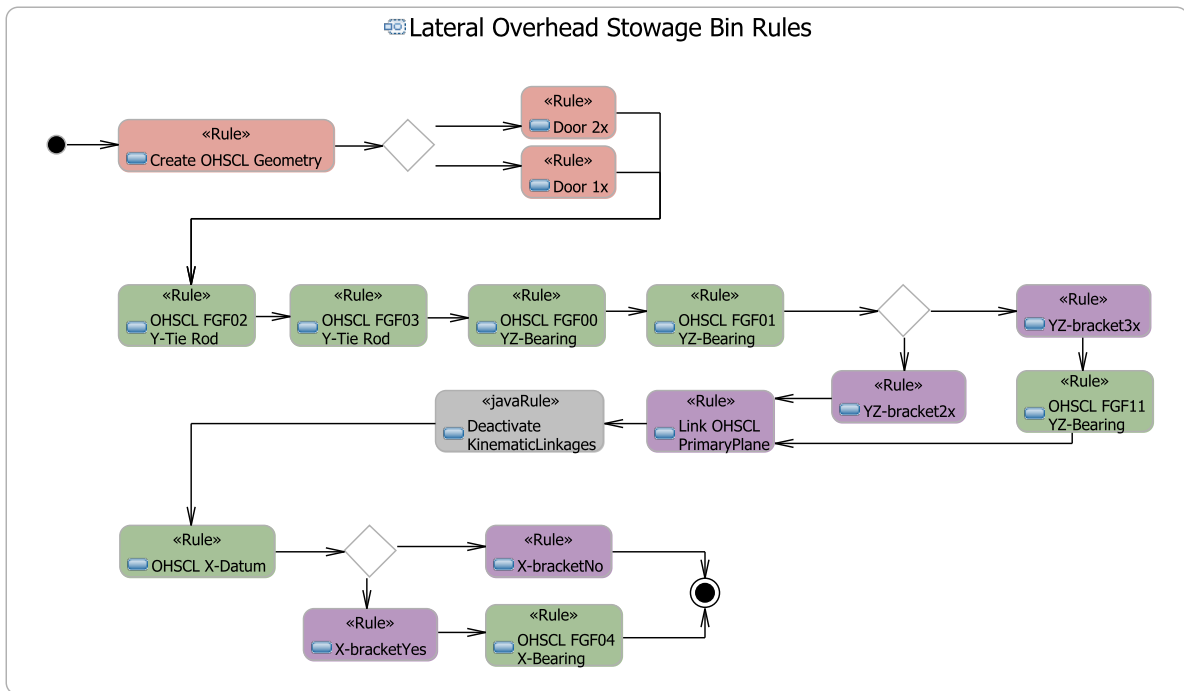 Lateral Overhead Stowage Bin Rules
«Rule»
Door 2x
«Rule»
Create OHSCL Geometry
«Rule»
Door 1x
«Rule»
OHSCL FGF02
Y-Tie Rod
«Rule»
OHSCL FGF03
Y-Tie Rod
«Rule»
OHSCL FGF00
YZ-Bearing
«Rule»
OHSCL FGF01
YZ-Bearing
«Rule»
YZ-bracket3x
«Rule»
YZ-bracket2x
«Rule»
OHSCL FGF11
YZ-Bearing
«Rule»
Link OHSCL
PrimaryPlane
«javaRule»
Deactivate
KinematicLinkages
«Rule»
OHSCL X-Datum
«Rule»
X-bracketNo
«Rule»
X-bracketYes
«Rule»
OHSCL FGF04
X-Bearing